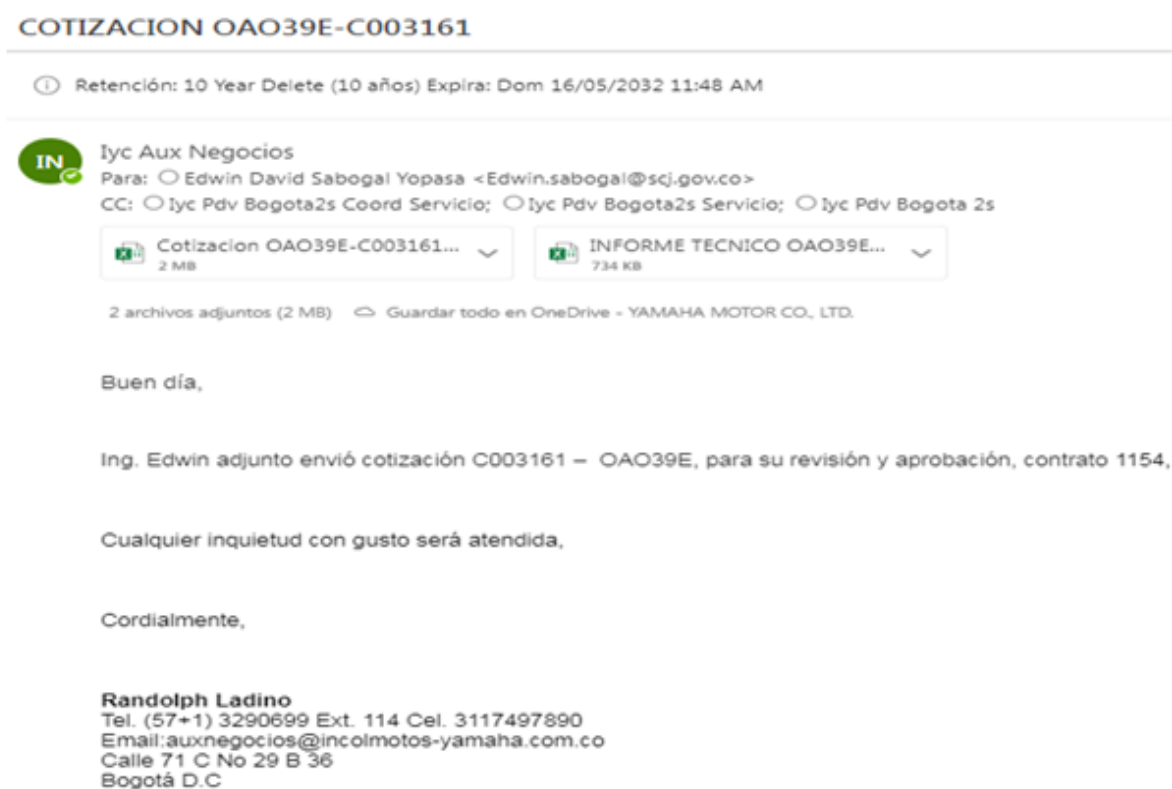 COTIZACION OAO39E-C003161
Retención: 10 Year Delete (10 años) Expira: Dom 16/05/2032 11:48 AM
IN
Iyc Aux Negocios
Para: Edwin David Sabogal Yopasa <Edwin.sabogal@scj.gov.co>
CC: Iyc Pdv Bogota2s Coord Servicio; Iyc Pdv Bogota2s Servicio; Iyc Pdv Bogota 2s
Cotizacion OAO39E-C003161...
2 MB
INFORME TECNICO OAO39E...
734 KB
2 archivos adjuntos (2 MB) Guardar todo en OneDrive - YAMAHA MOTOR CO., LTD.
Buen día,
Ing. Edwin adjunto envió cotización C003161 – OAO39E, para su revisión y aprobación, contrato 1154,
Cualquier inquietud con gusto será atendida,
Cordialmente,
Randolph Ladino
Tel. (57+1) 3290699 Ext. 114 Cel. 3117497890
Email:auxnegocios@incolmotos-yamaha.com.co
Calle 71 C No 29 B 36
Bogotá D.C